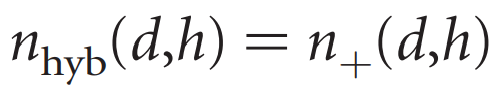 n_hyb(d,h) = n_+(d,h)